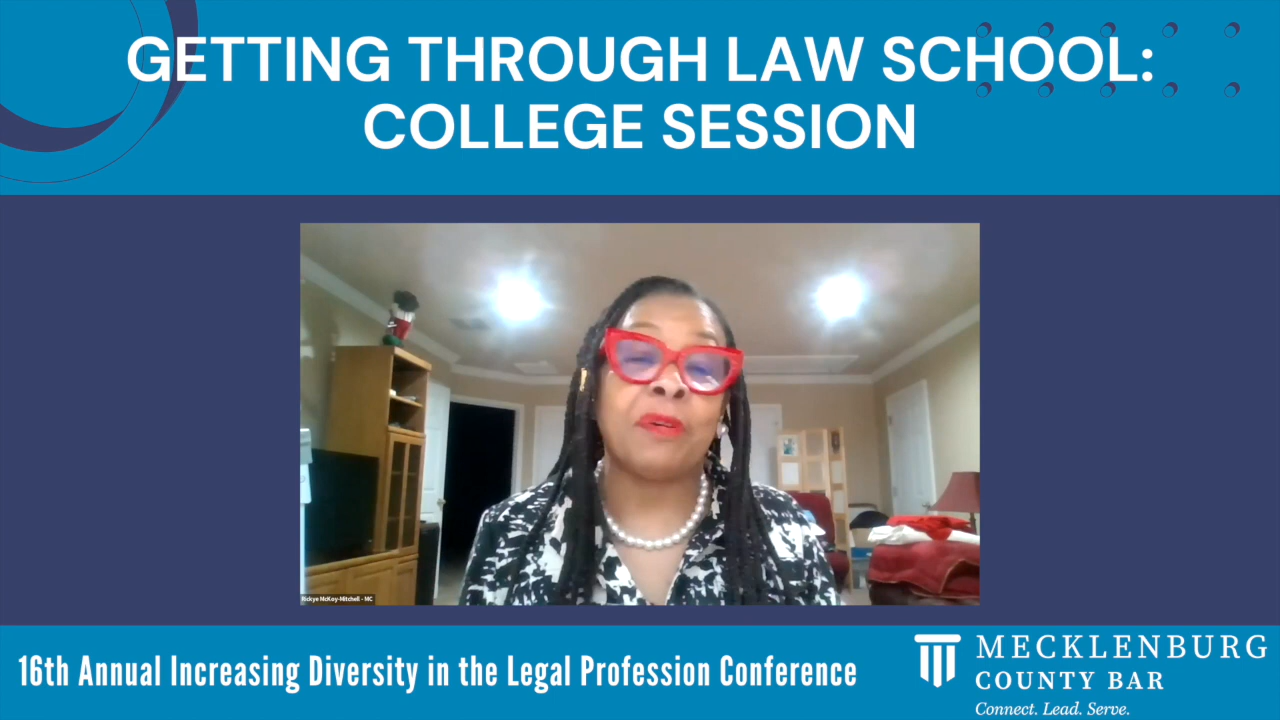 GETTING THROUGH LAW SCHOOL:
COLLEGE SESSION
Rickye McKoy-Mitchell - MC
16th Annual Increasing Diversity in the Legal Profession Conference
MECKLENBURG
COUNTY BAR
Connect. Lead. Serve.